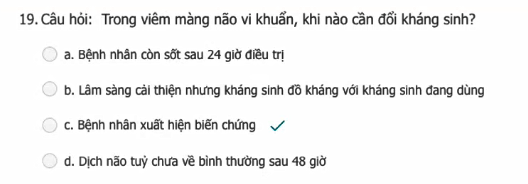 19. Câu hỏi: Trong viêm màng não vi khuẩn, khi nào cần đổi kháng sinh?
a. Bệnh nhân còn sốt sau 24 giờ điều trị
b. Lâm sàng cải thiện nhưng kháng sinh đồ kháng với kháng sinh đang dùng
c. Bệnh nhân xuất hiện biến chứng
d. Dịch não tuỷ chưa về bình thường sau 48 giờ